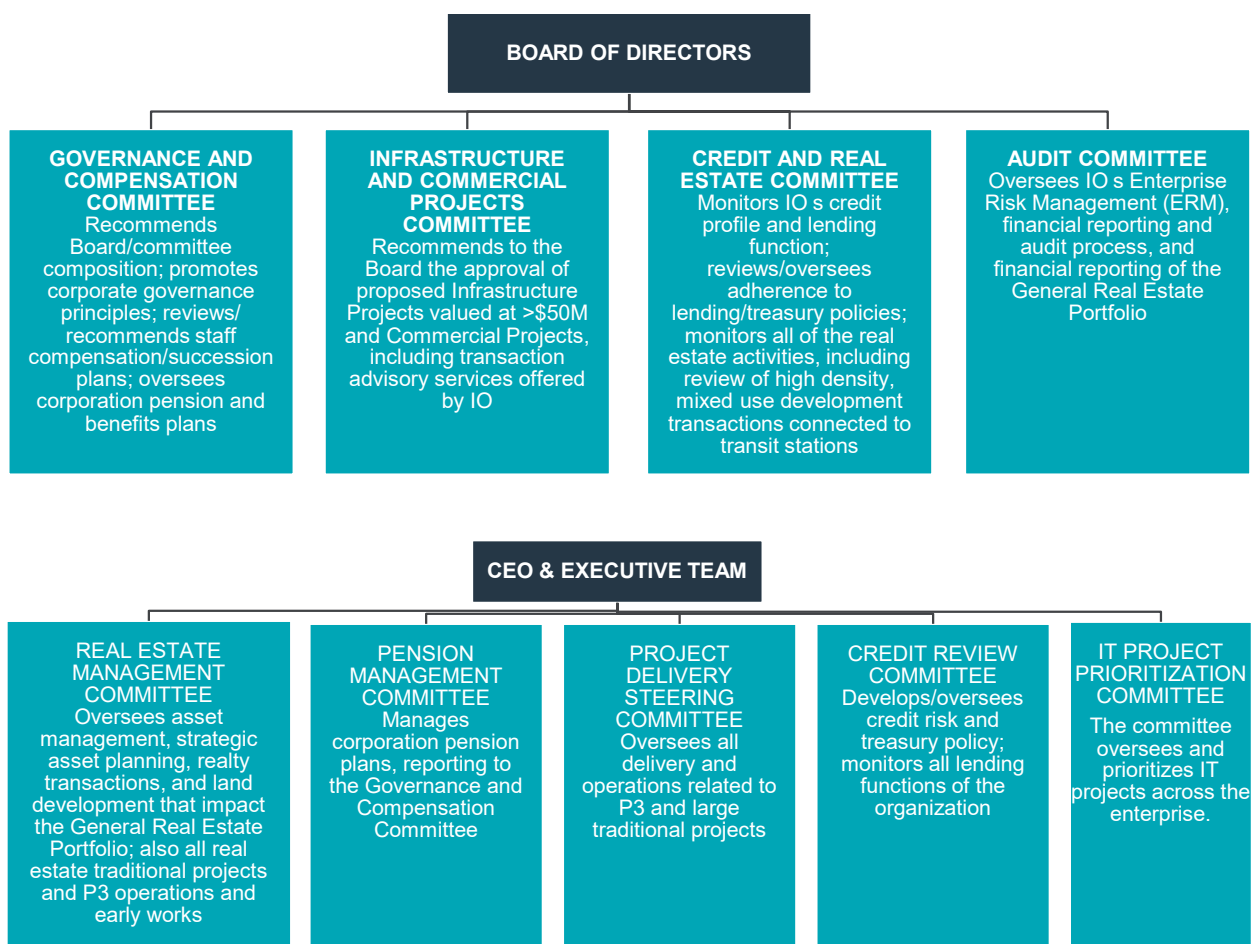 BOARD OF DIRECTORS
GOVERNANCE AND
COMPENSATION
COMMITTEE
Recommends
Board/committee
composition; promotes
corporate governance
principles; reviews/
recommends staff
compensation/succession
plans; oversees
corporation pension and
benefits plans
INFRASTRUCTURE
AND COMMERCIAL
PROJECTS
COMMITTEE
Recommends to the
Board the approval of
proposed Infrastructure
Projects valued at >$50M
and Commercial Projects,
including transaction
advisory services offered
by IO
CREDIT AND REAL
ESTATE COMMITTEE
Monitors IO s credit
profile and lending
function;
reviews/oversees
adherence to
lending/treasury policies;
monitors all of the real
estate activities, including
review of high density,
mixed use development
transactions connected to
transit stations
AUDIT COMMITTEE
Oversees IO s Enterprise
Risk Management (ERM),
financial reporting and
audit process, and
financial reporting of the
General Real Estate
Portfolio
CEO & EXECUTIVE TEAM
REAL ESTATE
MANAGEMENT
COMMITTEE
Oversees asset
management, strategic
asset planning, realty
transactions, and land
development that impact
the General Real Estate
Portfolio; also all real
estate traditional projects
and P3 operations and
early works
PENSION
MANAGEMENT
COMMITTEE
Manages
corporation pension
plans, reporting to
the Governance and
Compensation
Committee
PROJECT
DELIVERY
STEERING
COMMITTEE
Oversees all
delivery and
operations related to
P3 and large
traditional projects
CREDIT REVIEW
COMMITTEE
Develops/oversees
credit risk and
treasury policy;
monitors all lending
functions of the
organization
IT PROJECT
PRIORITIZATION
COMMITTEE
The committee
oversees and
prioritizes IT
projects across the
enterprise.